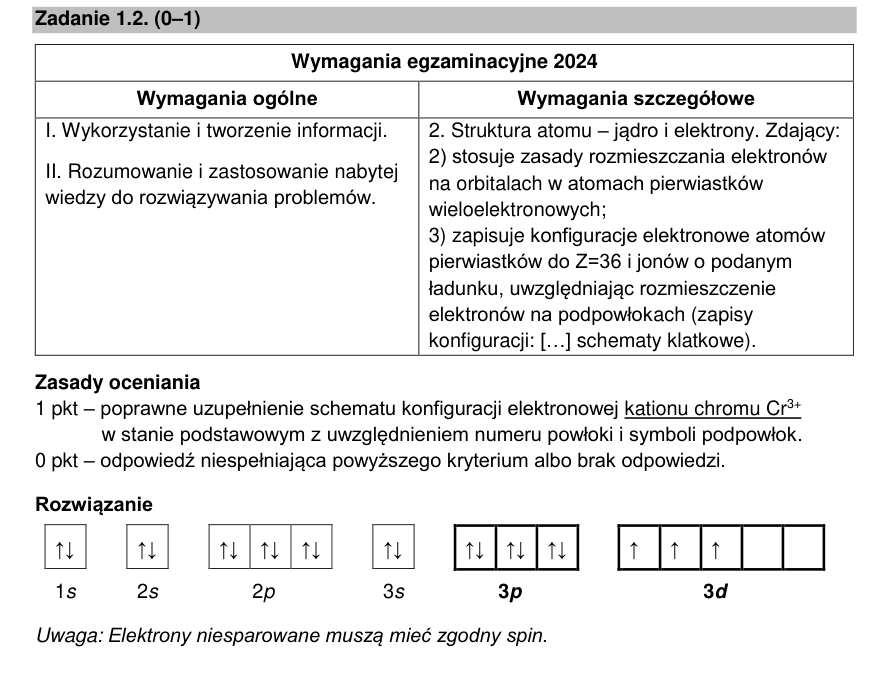 Zadanie 1.2. (0–1)
Wymagania egzaminacyjne 2024
Wymagania ogólne
Wymagania szczegółowe
I. Wykorzystanie i tworzenie informacji.
II. Rozumowanie i zastosowanie nabytej
wiedzy do rozwiązywania problemów.
2. Struktura atomu – jądro i elektrony. Zdający:
2) stosuje zasady rozmieszczania elektronów
na orbitalach w atomach pierwiastków
wieloelektronowych;
3) zapisuje konfiguracje elektronowe atomów
pierwiastków do Z=36 i jonów o podanym
ładunku, uwzględniając rozmieszczenie
elektronów na podpowłokach (zapisy
konfiguracji: […] schematy klatkowe).
Zasady oceniania
1 pkt – poprawne uzupełnienie schematu konfiguracji elektronowej kationu chromu Cr³⁺
w stanie podstawowym z uwzględnieniem numeru powłoki i symboli podpowłok.
0 pkt – odpowiedź niespełniająca powyższego kryterium albo brak odpowiedzi.
Rozwiązanie
↑↓ ↑↓ ↑↓ ↑↓ ↑↓ ↑↓ ↑↓ ↑↓ ↑↓ ↑ ↑ ↑
1s 2s 2p 3s 3p 3d
Uwaga: Elektrony niesparowane muszą mieć zgodny spin.